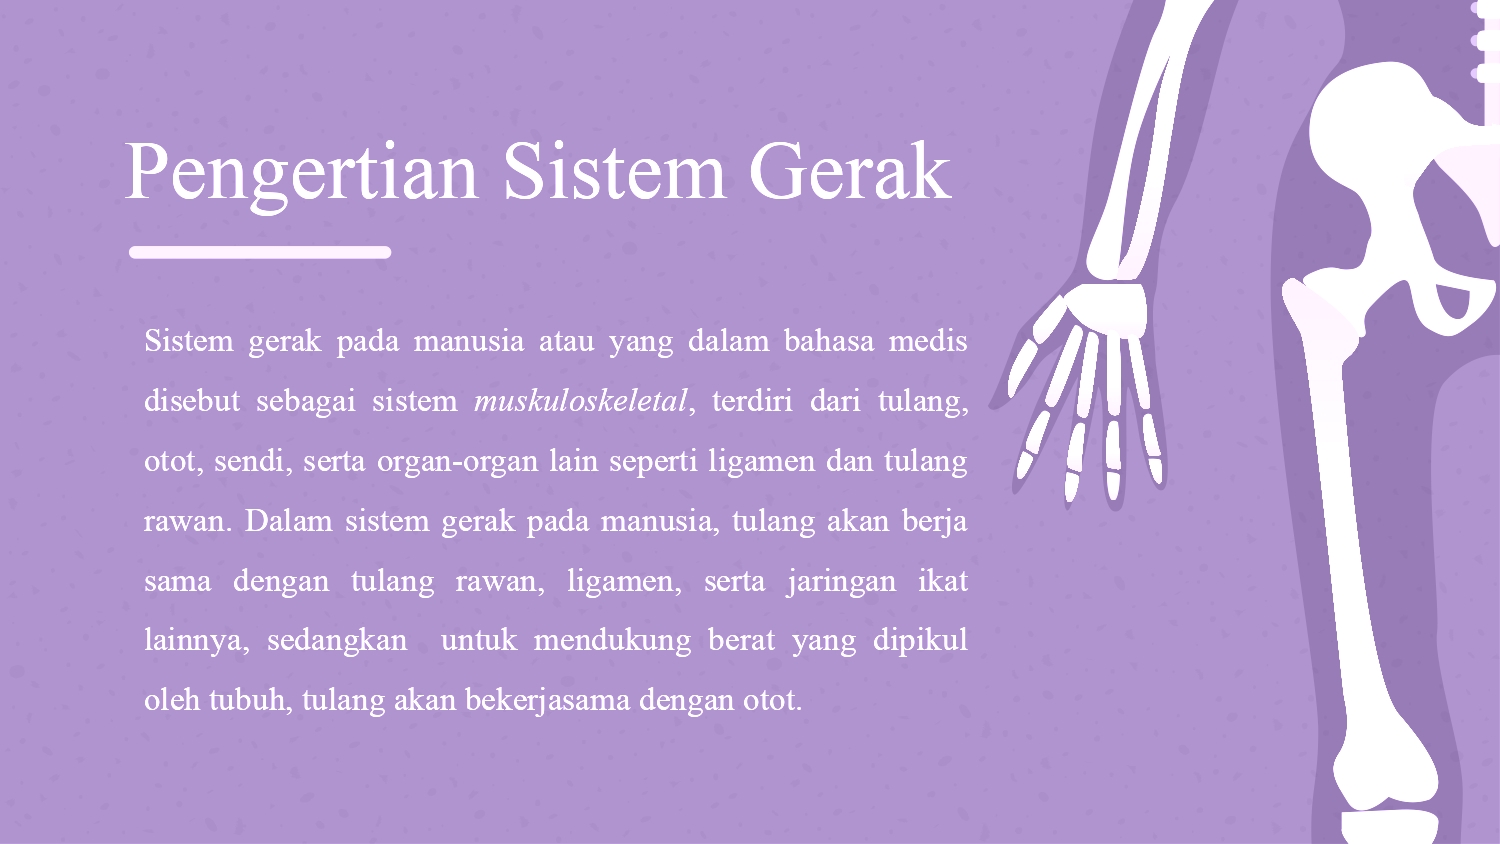 Pengertian Sistem Gerak
Sistem gerak pada manusia atau yang dalam bahasa medis
disebut sebagai sistem muskuloskeletal, terdiri dari tulang,
otot, sendi, serta organ-organ lain seperti ligamen dan tulang
rawan. Dalam sistem gerak pada manusia, tulang akan berja
sama dengan tulang rawan, ligamen, serta jaringan ikat
lainnya, sedangkan untuk mendukung berat yang dipikul
oleh tubuh, tulang akan bekerjasama dengan otot.